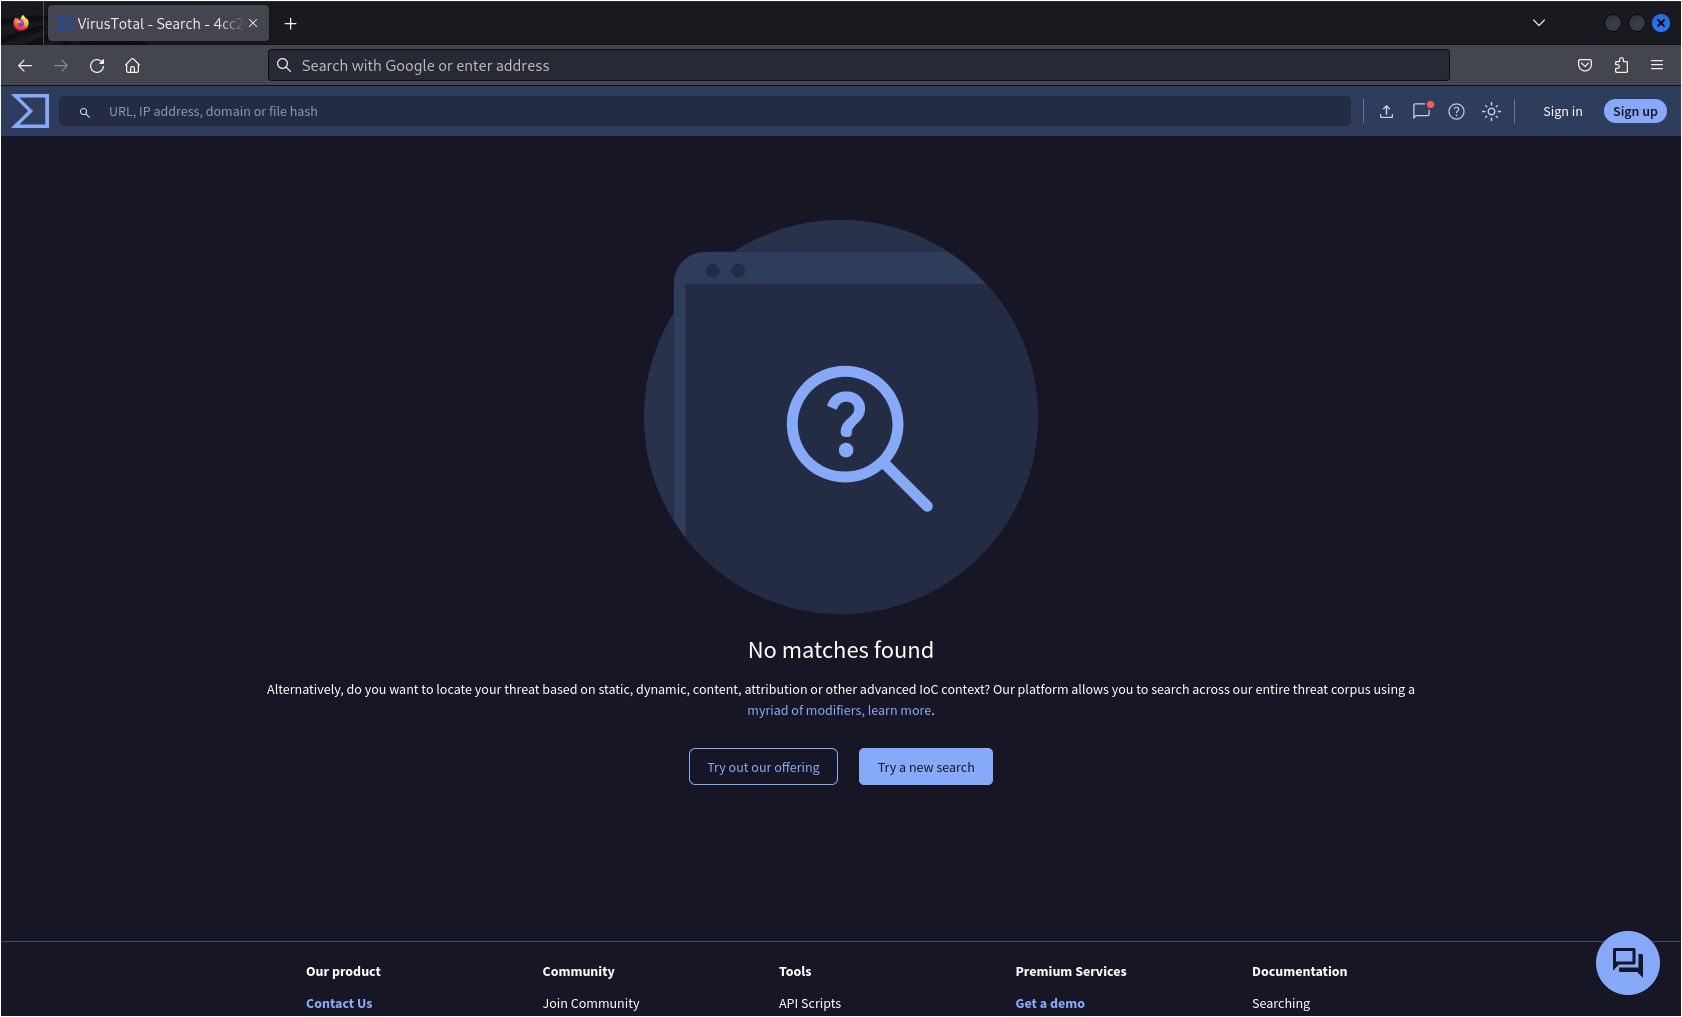 VirusTotal - Search - 4cc2
Search with Google or enter address
URL, IP address, domain or file hash
Sign in
Sign up
No matches found
Alternatively, do you want to locate your threat based on static, dynamic, content, attribution or other advanced IoC context? Our platform allows you to search across our entire threat corpus using a
myriad of modifiers, learn more.
Try out our offering
Try a new search
Our product
Community
Tools
Premium Services
Documentation
Contact Us
Join Community
API Scripts
Get a demo
Searching